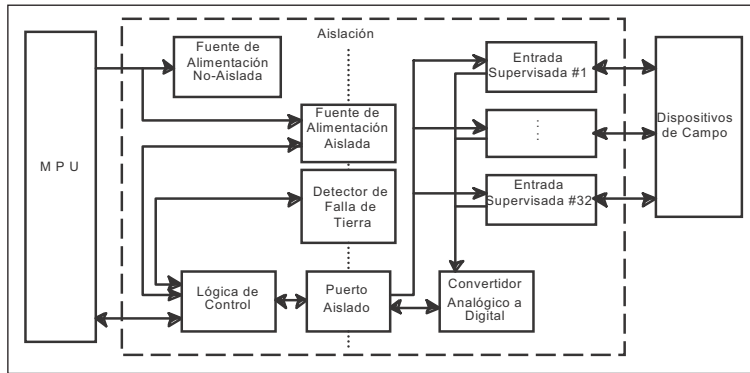 Aislación
Fuente de
Alimentación
No-Aislada
Entrada
Supervisada #1
Fuente de
Alimentación
Aislada
Dispositivos
de Campo
M P U
Detector de
Falla de
Tierra
Entrada
Supervisada #32
Lógica de
Control
Puerto
Aislado
Convertidor
Analógico a
Digital